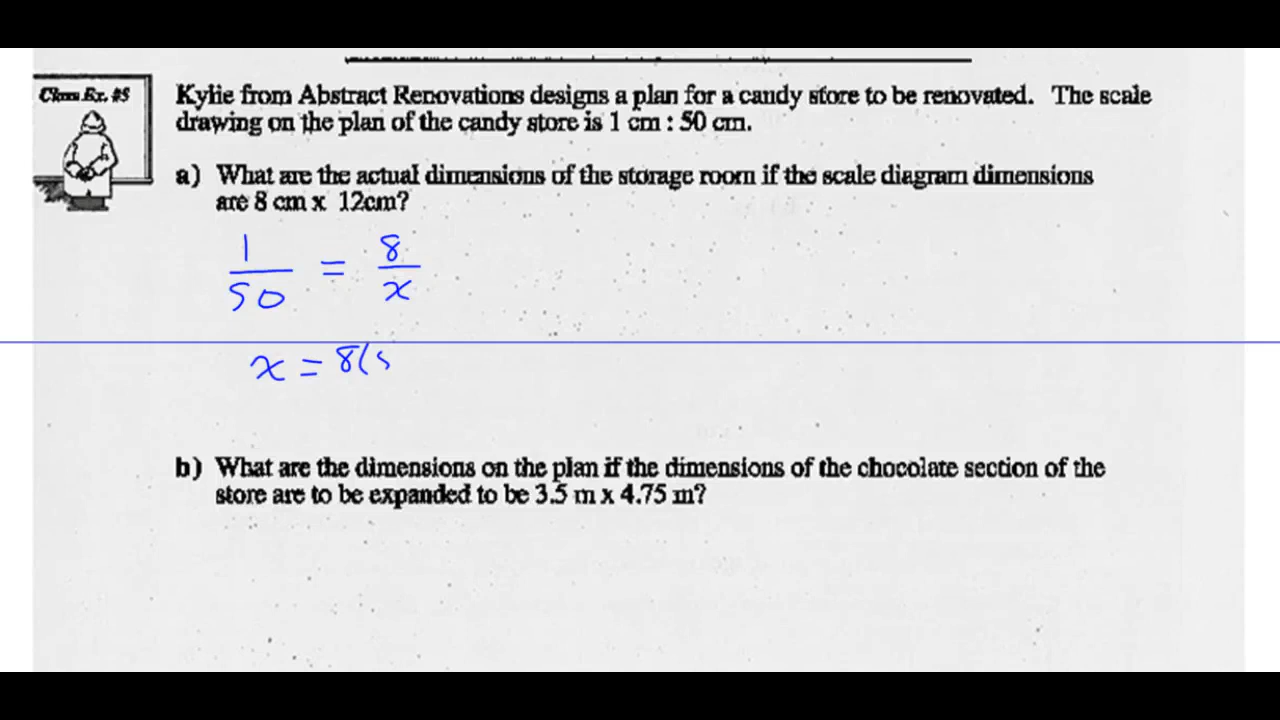 Class Ex. #5
Kylie from Abstract Renovations designs a plan for a candy store to be renovated. The scale
drawing on the plan of the candy store is 1 cm : 50 cm.
a) What are the actual dimensions of the storage room if the scale diagram dimensions
are 8 cm x 12cm?
1 8
= 
50 x
x = 8(5
b) What are the dimensions on the plan if the dimensions of the chocolate section of the
store are to be expanded to be 3.5 m x 4.75 m?